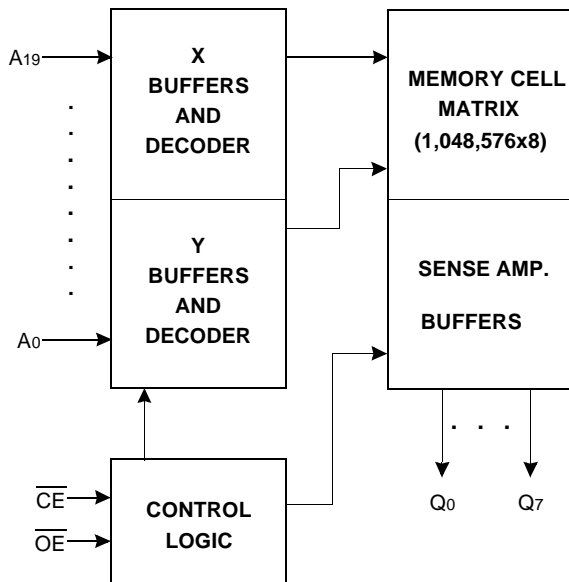 A19
X
BUFFERS
AND
DECODER
MEMORY CELL
MATRIX
(1,048,576x8)
Y
BUFFERS
AND
DECODER
SENSE AMP.
BUFFERS
A0
CE
OE
CONTROL
LOGIC
Q0
Q7